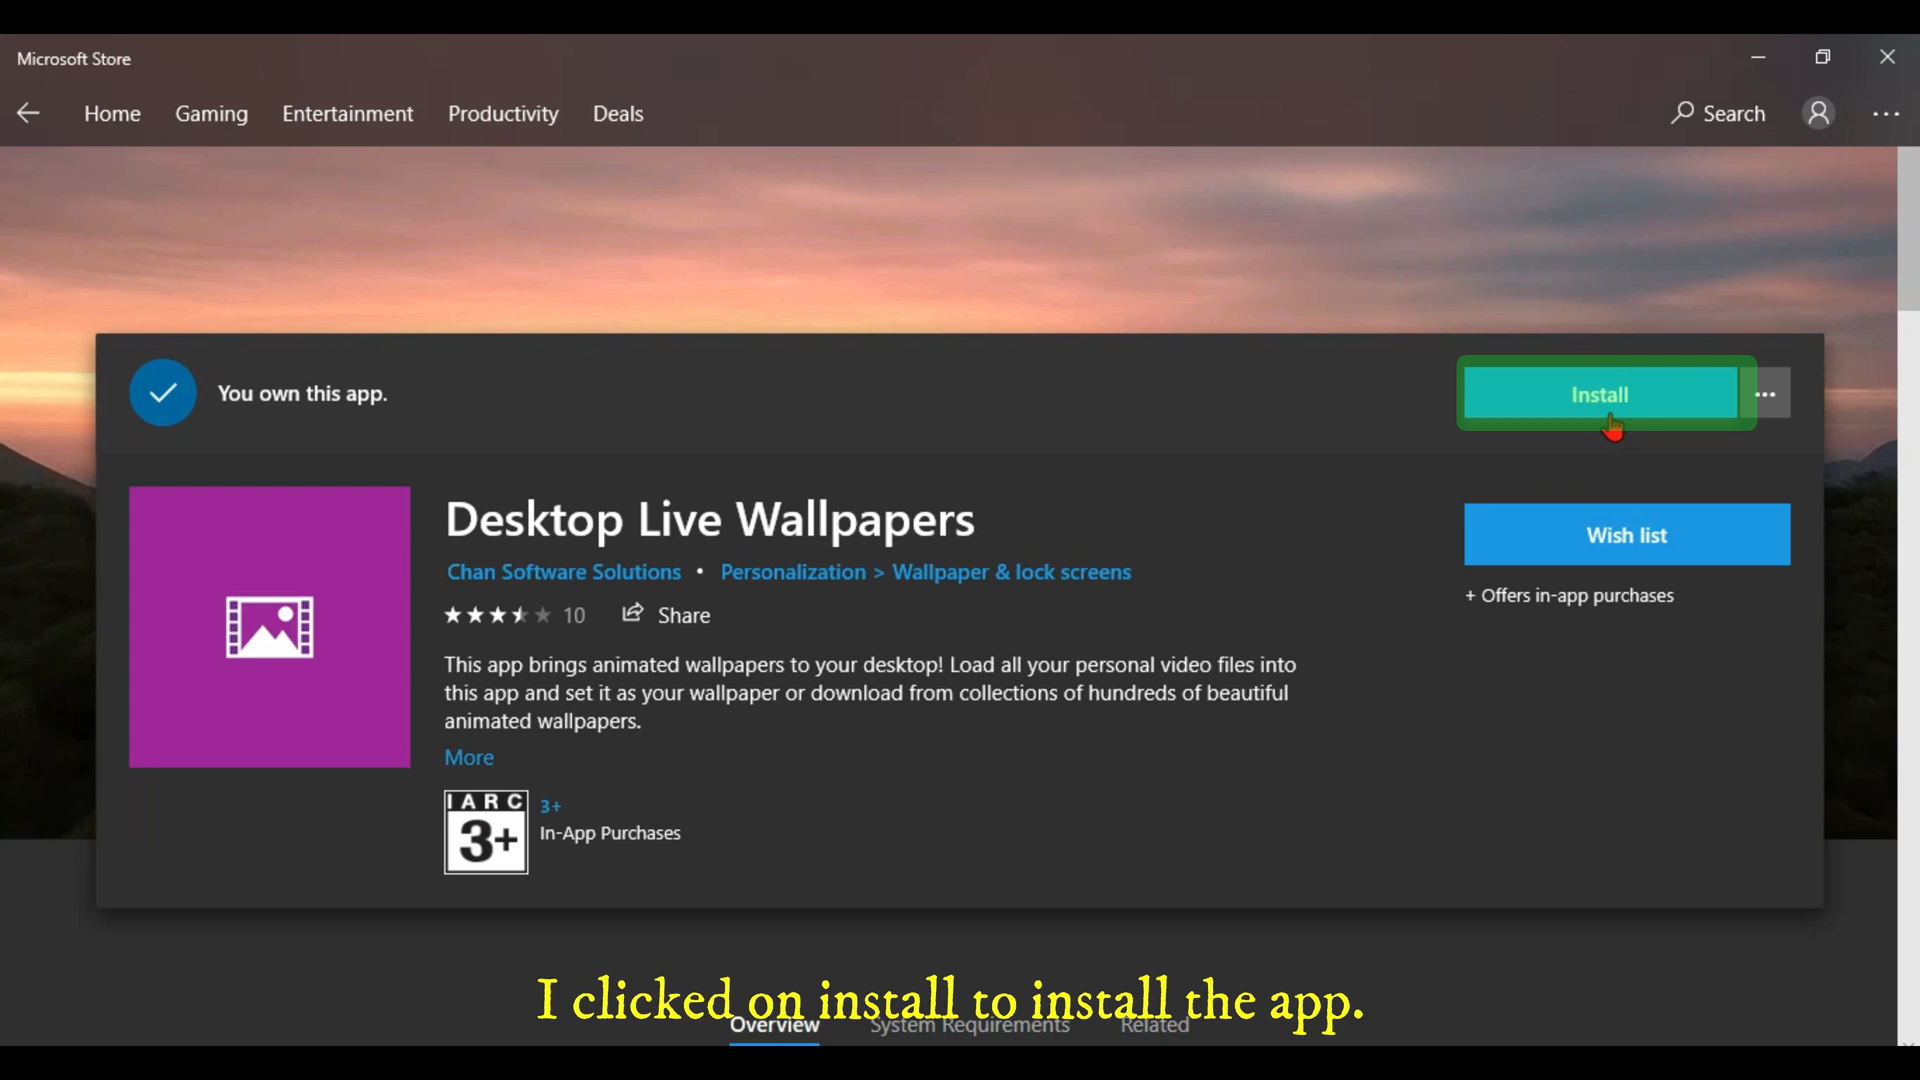 Microsoft Store
Home Gaming Entertainment Productivity Deals Search
You own this app.
Install
Desktop Live Wallpapers
Wish list
Chan Software Solutions • Personalization > Wallpaper & lock screens
+ Offers in-app purchases
10 Share
This app brings animated wallpapers to your desktop! Load all your personal video files into
this app and set it as your wallpaper or download from collections of hundreds of beautiful
animated wallpapers.
More
IARC
3+
3+
In-App Purchases
I clicked on install to install the app.
Overview System Requirements Related